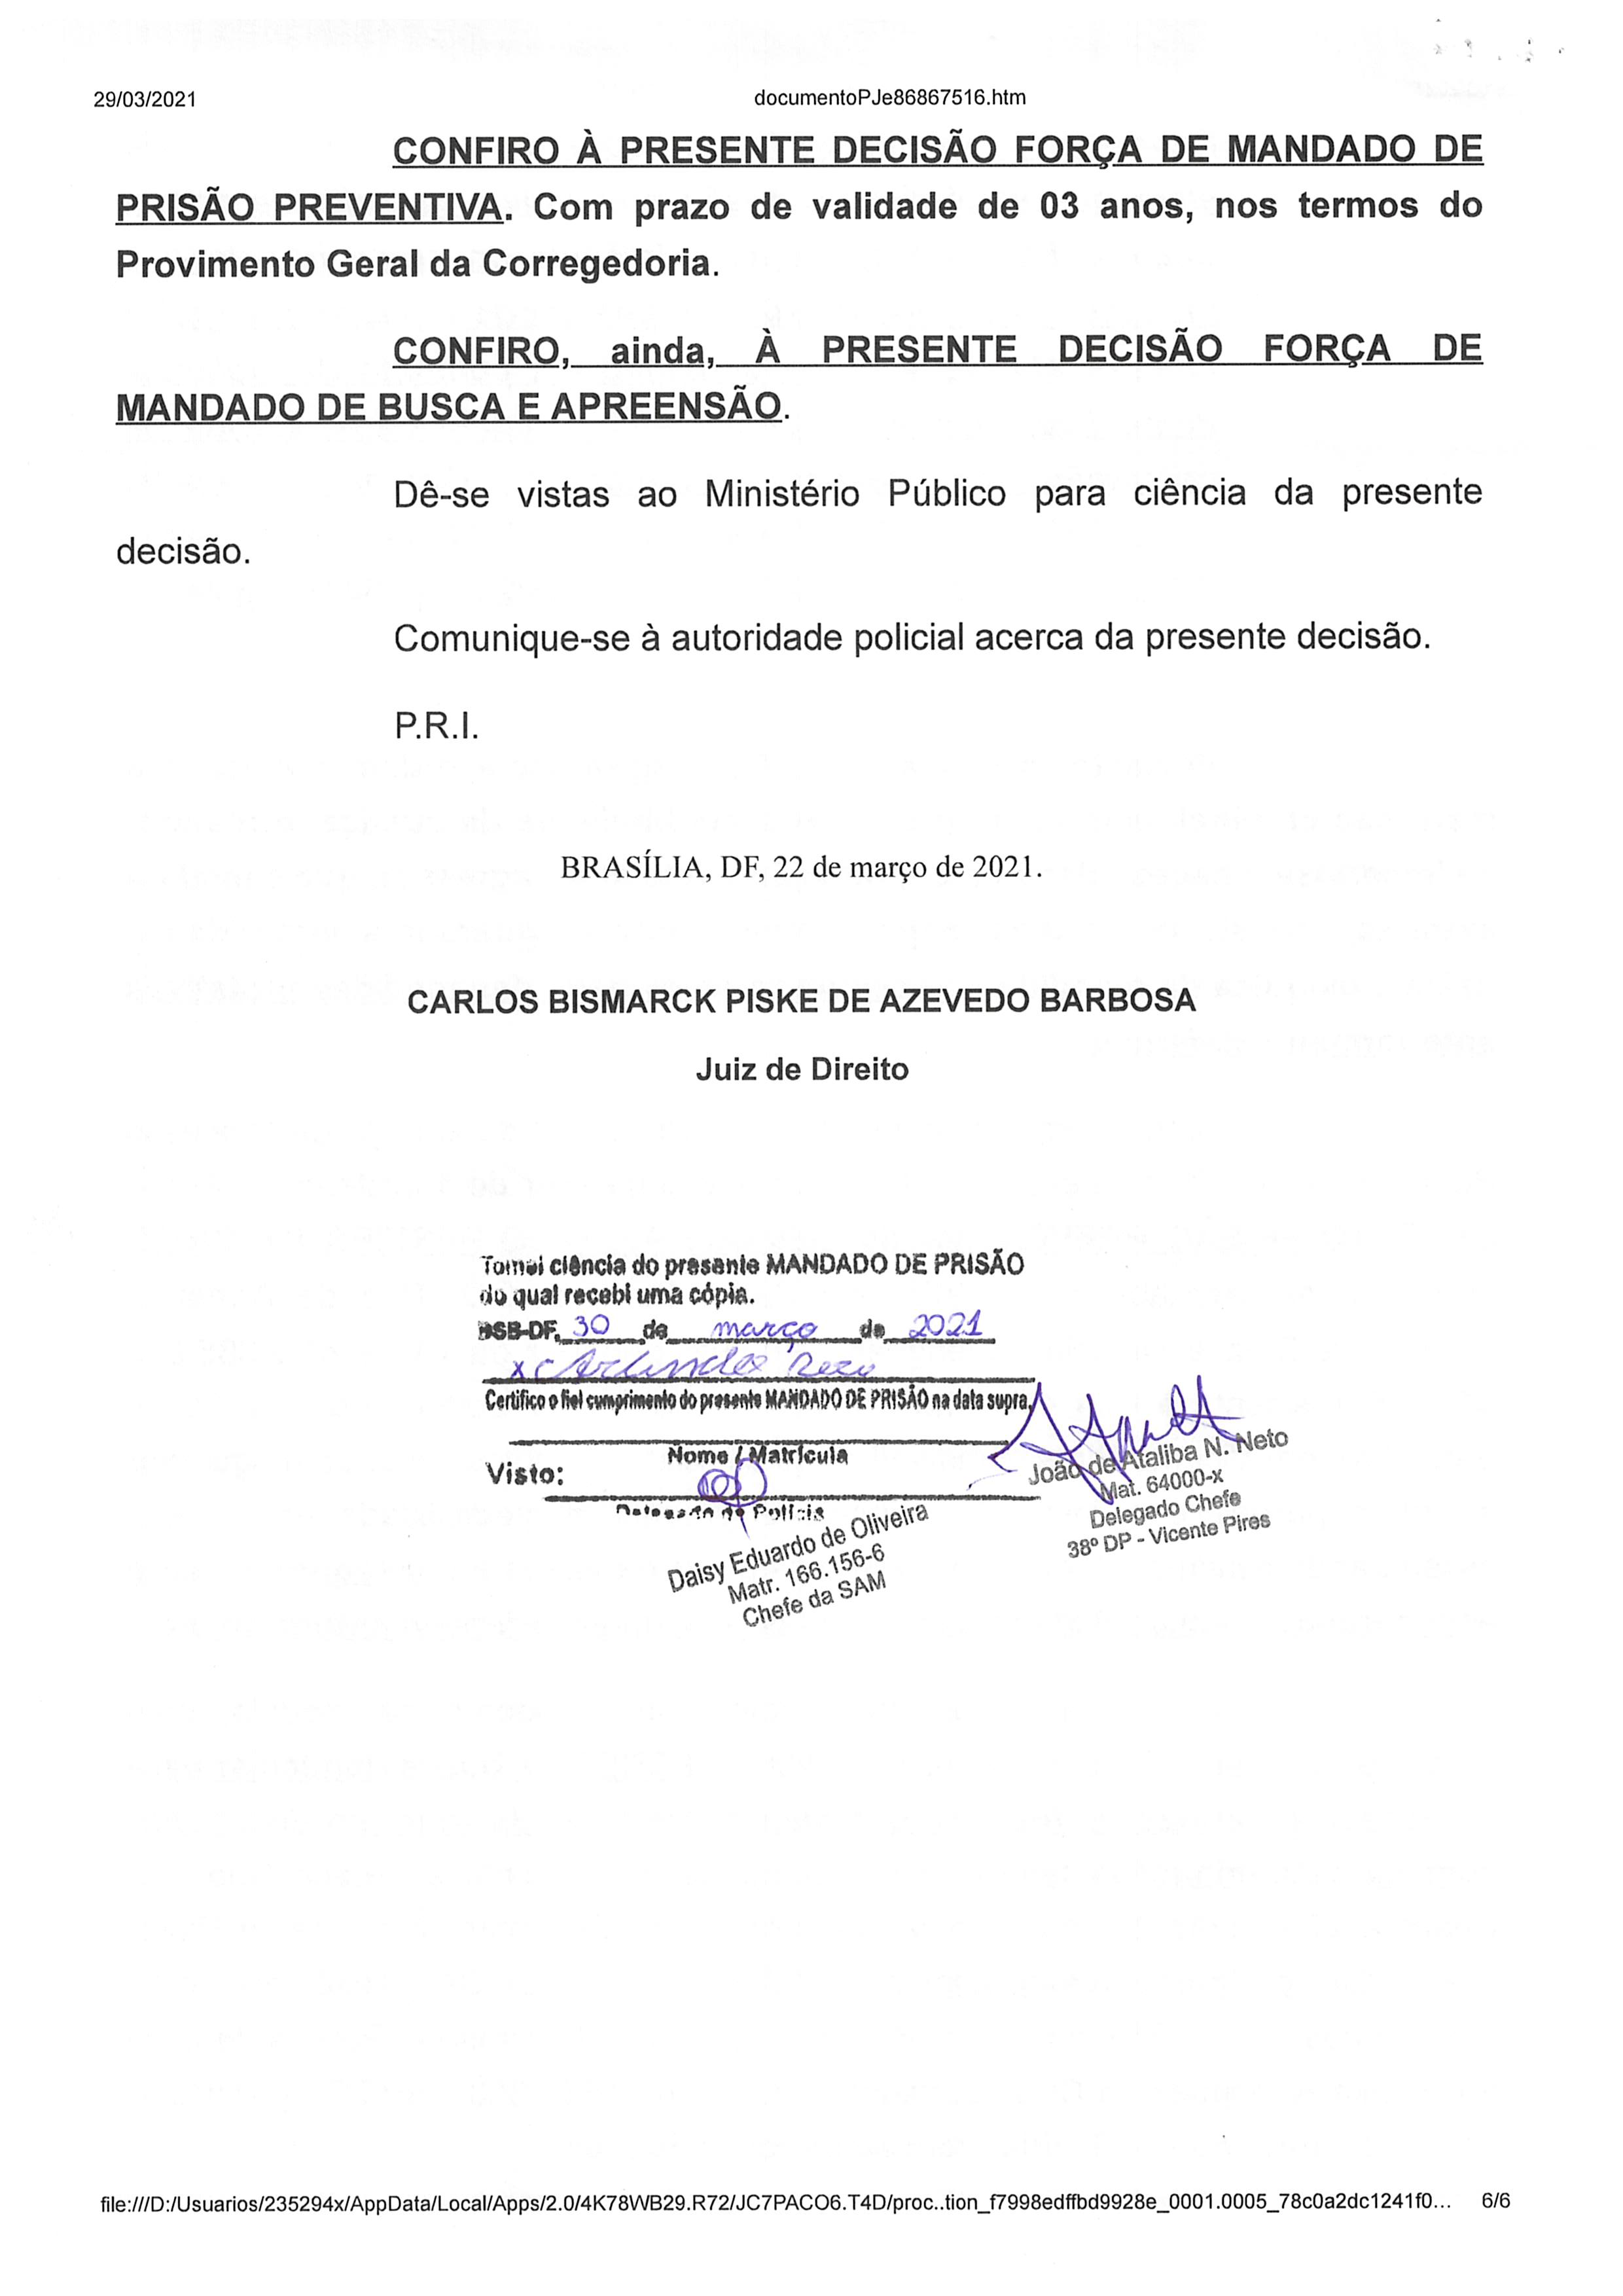 29/03/2021 documentoPJe86867516.htm
CONFIRO À PRESENTE DECISÃO FORÇA DE MANDADO DE
PRISÃO PREVENTIVA. Com prazo de validade de 03 anos, nos termos do
Provimento Geral da Corregedoria.
CONFIRO, ainda, À PRESENTE DECISÃO FORÇA DE
MANDADO DE BUSCA E APREENSÃO.
Dê-se vistas ao Ministério Público para ciência da presente
decisão.
Comunique-se à autoridade policial acerca da presente decisão.
P.R.I.
BRASÍLIA, DF, 22 de março de 2021.
CARLOS BISMARCK PISKE DE AZEVEDO BARBOSA
Juiz de Direito
Tomei ciência do presente MANDADO DE PRISÃO
do qual recebi uma cópia.
BSB-DF, 30 de março de 2021
x
Certifico o fiel cumprimento do presente MANDADO DE PRISÃO na data supra.
Nome / Matrícula
Visto:
Delegado de Polícia
João de Ataliba N. Neto
Mat. 64000-x
Delegado Chefe
38º DP - Vicente Pires
Daisy Eduardo de Oliveira
Matr. 166.156-6
Chefe da SAM
file:///D:/Usuarios/235294x/AppData/Local/Apps/2.0/4K78WB29.R72/JC7PACO6.T4D/proc..tion_f7998edffbd9928e_0001.0005_78c0a2dc1241f0... 6/6